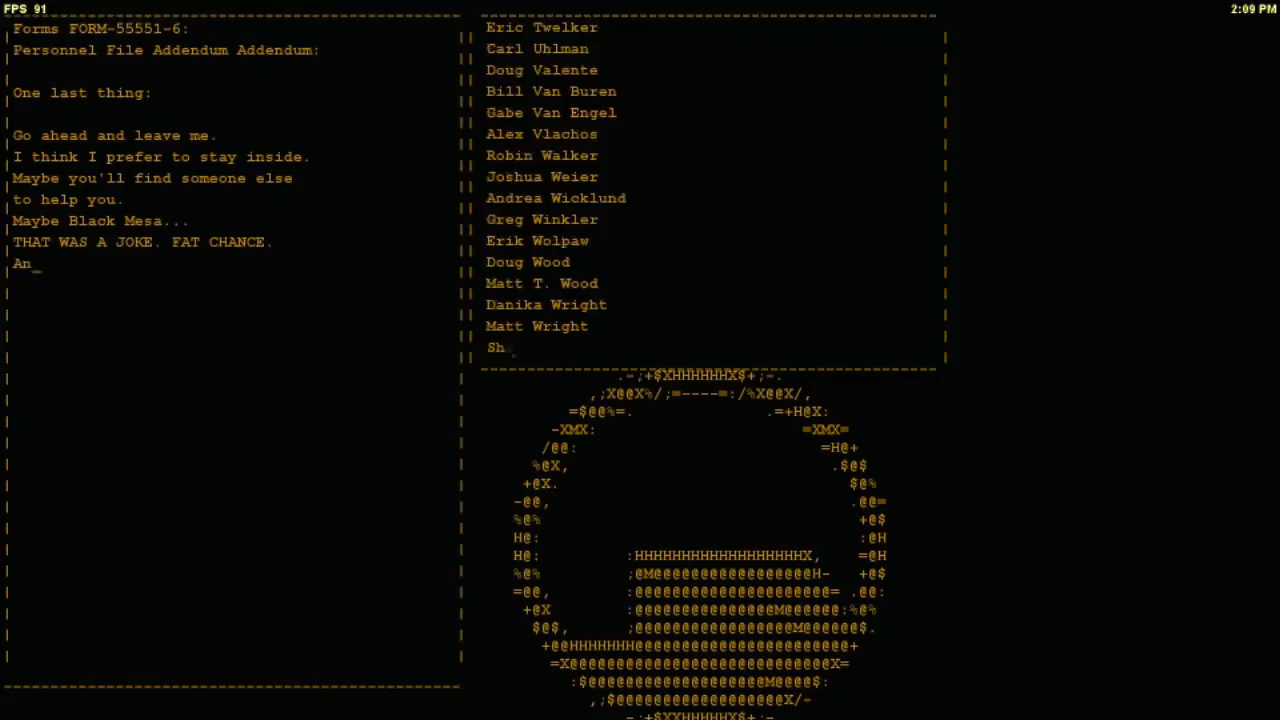 FPS 91
2:09 PM
Forms FORM-55551-6:
Personnel File Addendum Addendum:
One last thing:
Go ahead and leave me.
I think I prefer to stay inside.
Maybe you'll find someone else
to help you.
Maybe Black Mesa...
THAT WAS A JOKE. FAT CHANCE.
An_
Eric Twelker
Carl Uhlman
Doug Valente
Bill Van Buren
Gabe Van Engel
Alex Vlachos
Robin Walker
Joshua Weier
Andrea Wicklund
Greg Winkler
Erik Wolpaw
Doug Wood
Matt T. Wood
Danika Wright
Matt Wright
Sh